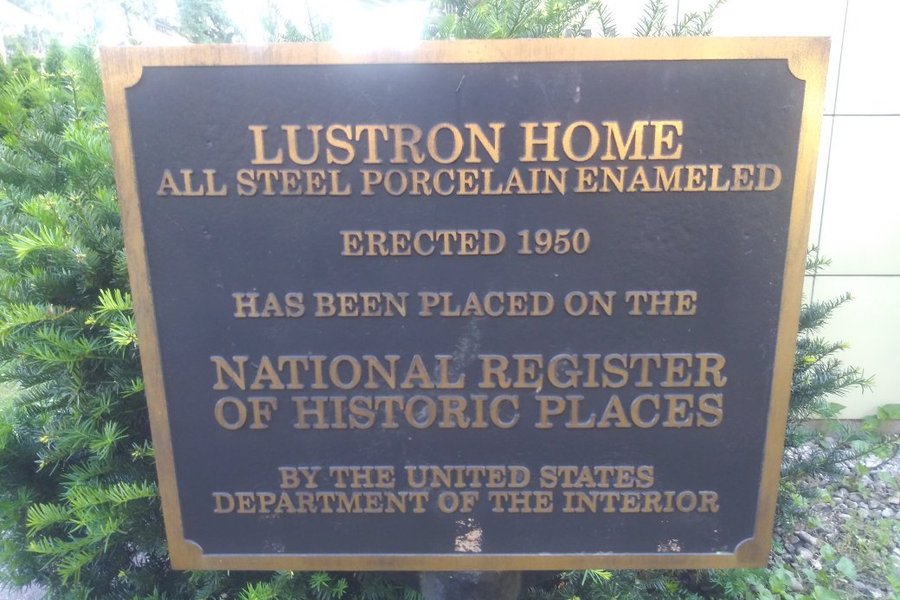 LUSTRON HOME
ALL STEEL PORCELAIN ENAMELED
ERECTED 1950
HAS BEEN PLACED ON THE
NATIONAL REGISTER
OF HISTORIC PLACES
BY THE UNITED STATES
DEPARTMENT OF THE INTERIOR